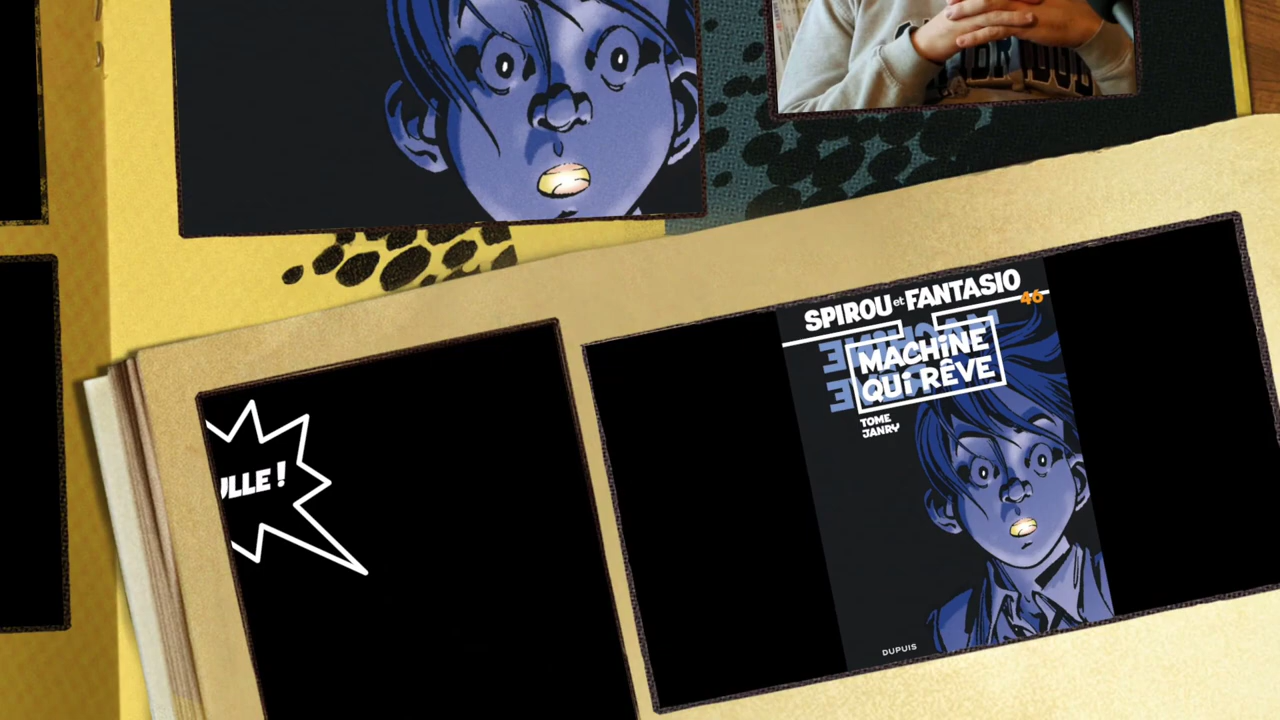 SPIROU et FANTASIO
46
MACHiNE
QUi RÊVE
TOME
JANRY
ULLE !
DUPUIS